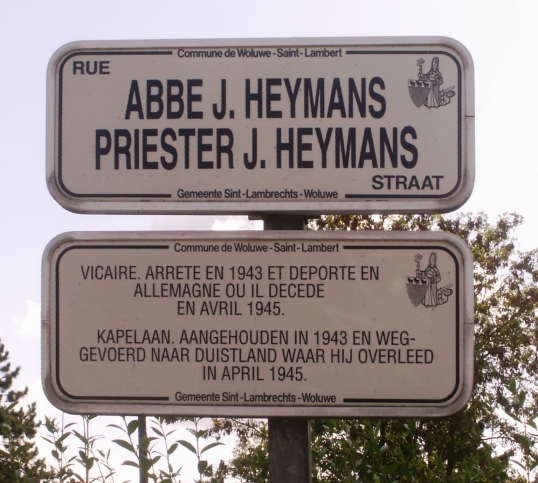 Commune de Woluwe-Saint-Lambert
RUE
ABBE J. HEYMANS
PRIESTER J. HEYMANS
STRAAT
Gemeente Sint-Lambrechts-Woluwe
Commune de Woluwe-Saint-Lambert
VICAIRE. ARRETE EN 1943 ET DEPORTE EN
ALLEMAGNE OU IL DECEDE
EN AVRIL 1945.
KAPELAAN. AANGEHOUDEN IN 1943 EN WEG-
GEVOERD NAAR DUISTLAND WAAR HIJ OVERLEED
IN APRIL 1945.
Gemeente Sint-Lambrechts-Woluwe